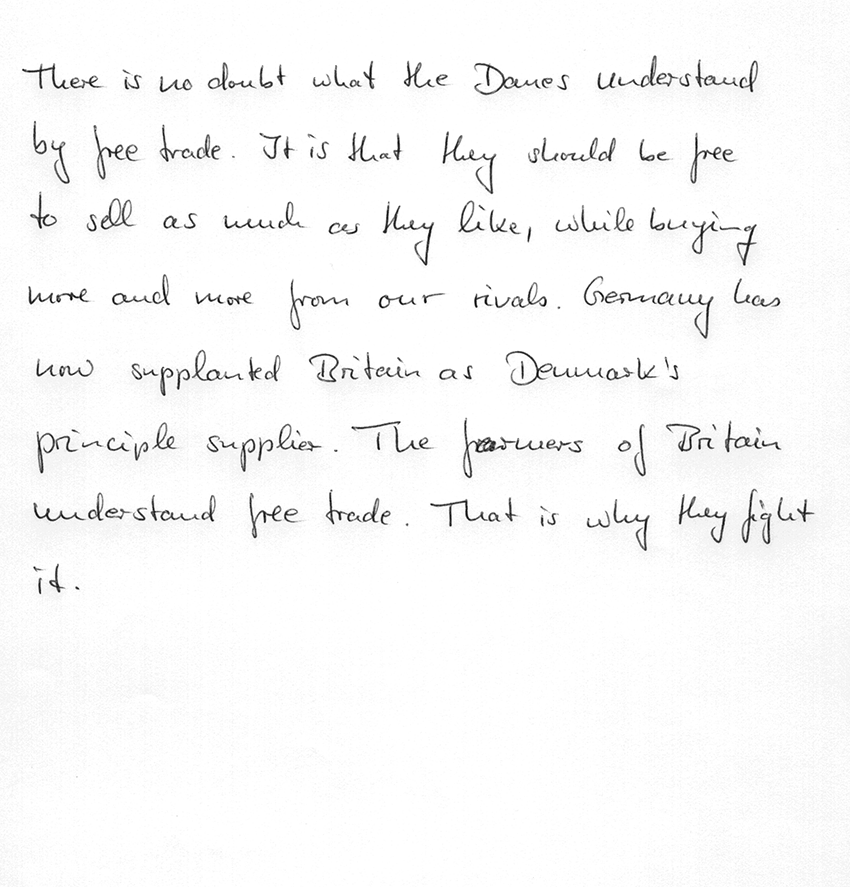 There is no doubt what the Danes understand
by free trade. It is that they should be free
to sell as much as they like, while buying
more and more from our rivals. Germany has
now supplanted Britain as Denmark's
principle supplier. The farmers of Britain
understand free trade. That is why they fight
it.